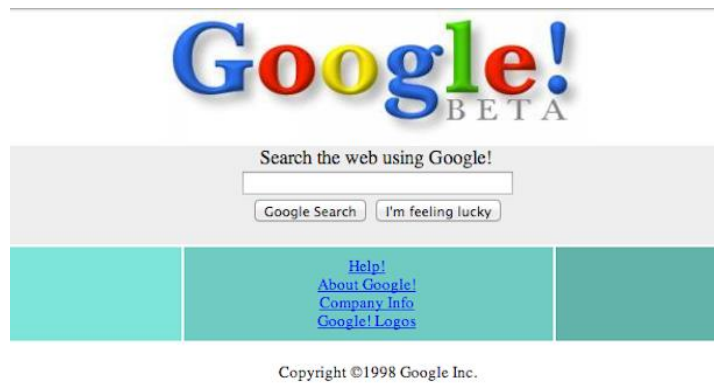 Google!
BETA
Search the web using Google!
Google Search I'm feeling lucky
Help!
About Google!
Company Info
Google! Logos
Copyright ©1998 Google Inc.